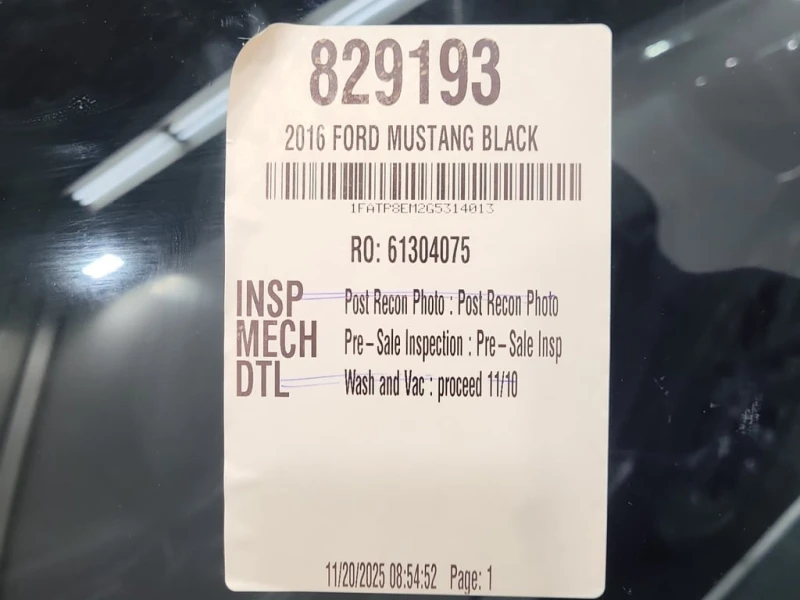 829193
2016 FORD MUSTANG BLACK
1FATP8EM2G5314013
RO: 61304075
INSP Post Recon Photo : Post Recon Photo
MECH Pre-Sale Inspection : Pre-Sale Insp
DTL Wash and Vac : proceed 11/10
11/20/2025 08:54:52 Page: 1